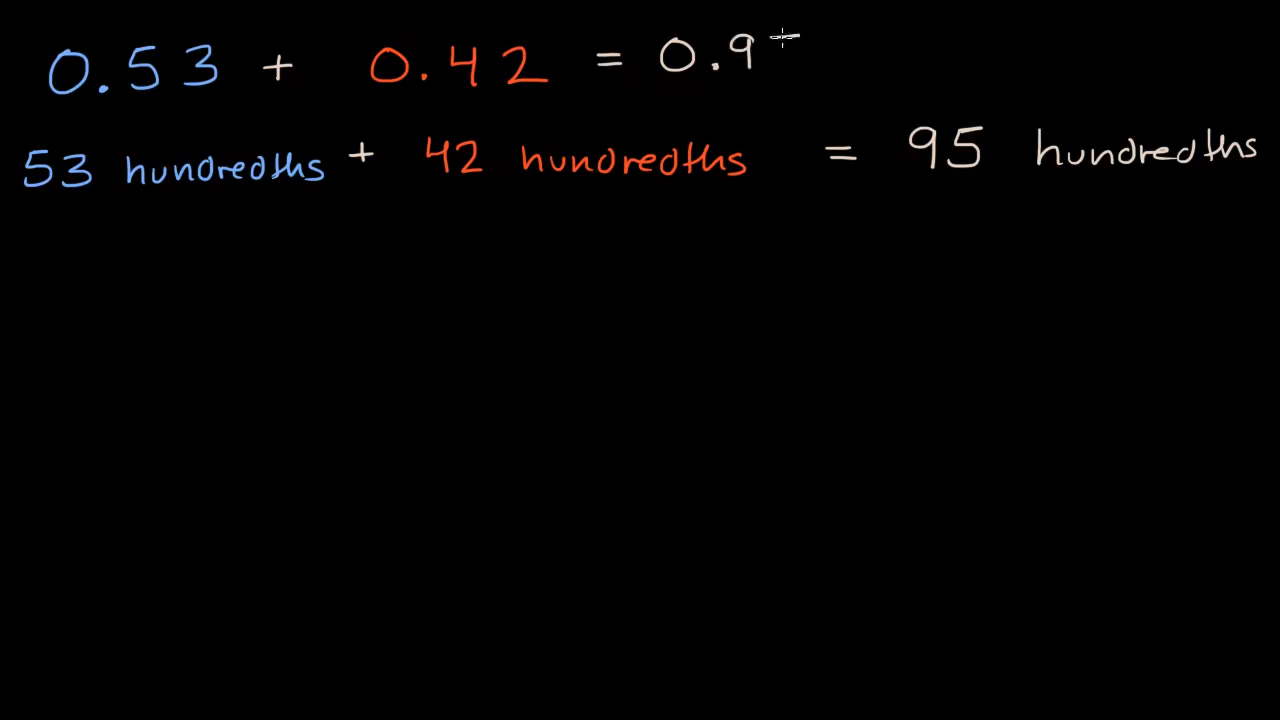 0.53 + 0.42 = 0.9
53 hundredths + 42 hundredths = 95 hundredths